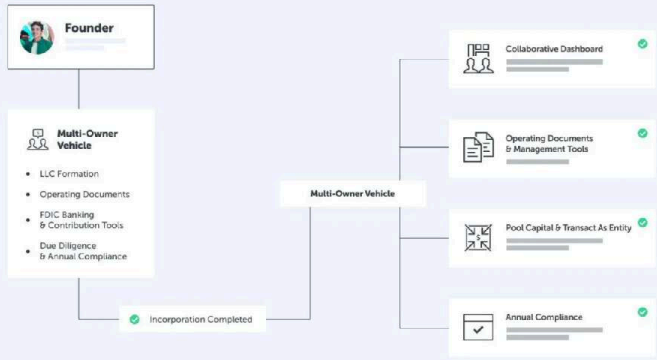 Founder
Multi-Owner
Vehicle
LLC Formation
Operating Documents
FDIC Banking
& Contribution Tools
Due Diligence
& Annual Compliance
Incorporation Completed
Multi-Owner Vehicle
Collaborative Dashboard
Operating Documents
& Management Tools
Pool Capital & Transact As Entity
Annual Compliance